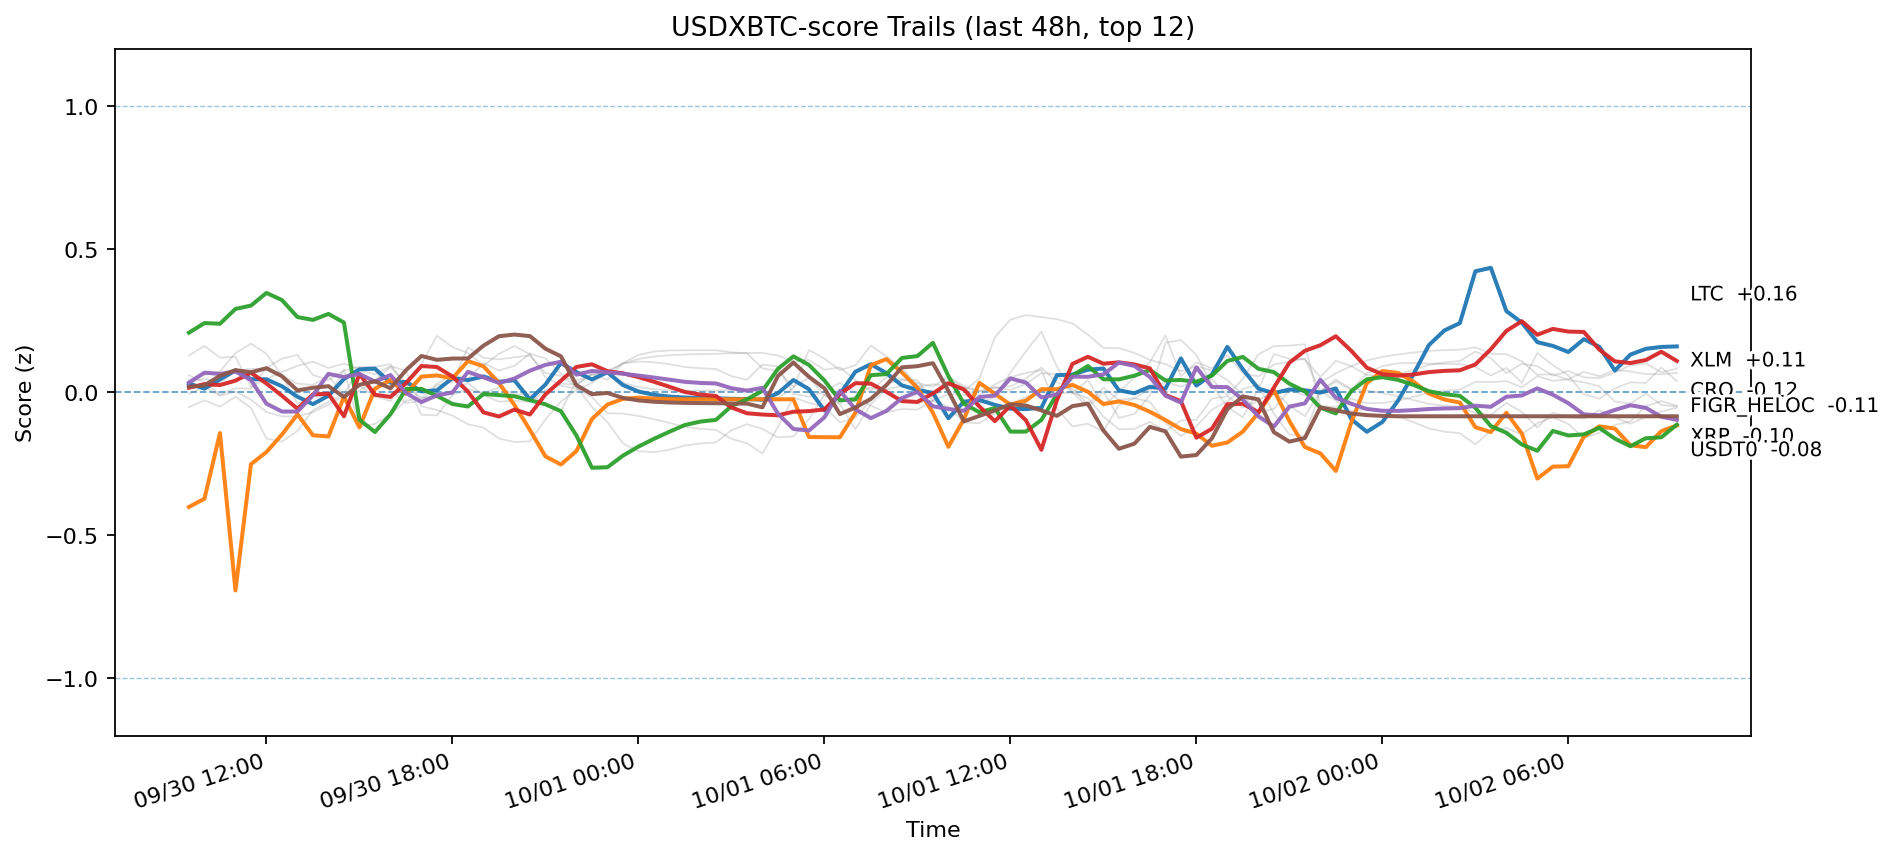 USDXBTC-score Trails (last 48h, top 12)
Score (z)
1.0
0.5
0.0
−0.5
−1.0
LTC +0.16
XLM +0.11
CRO -0.12
FIGR_HELOC -0.11
XRP -0.10
USDT0 -0.08
09/30 12:00
09/30 18:00
10/01 00:00
10/01 06:00
10/01 12:00
10/01 18:00
10/02 00:00
10/02 06:00
Time